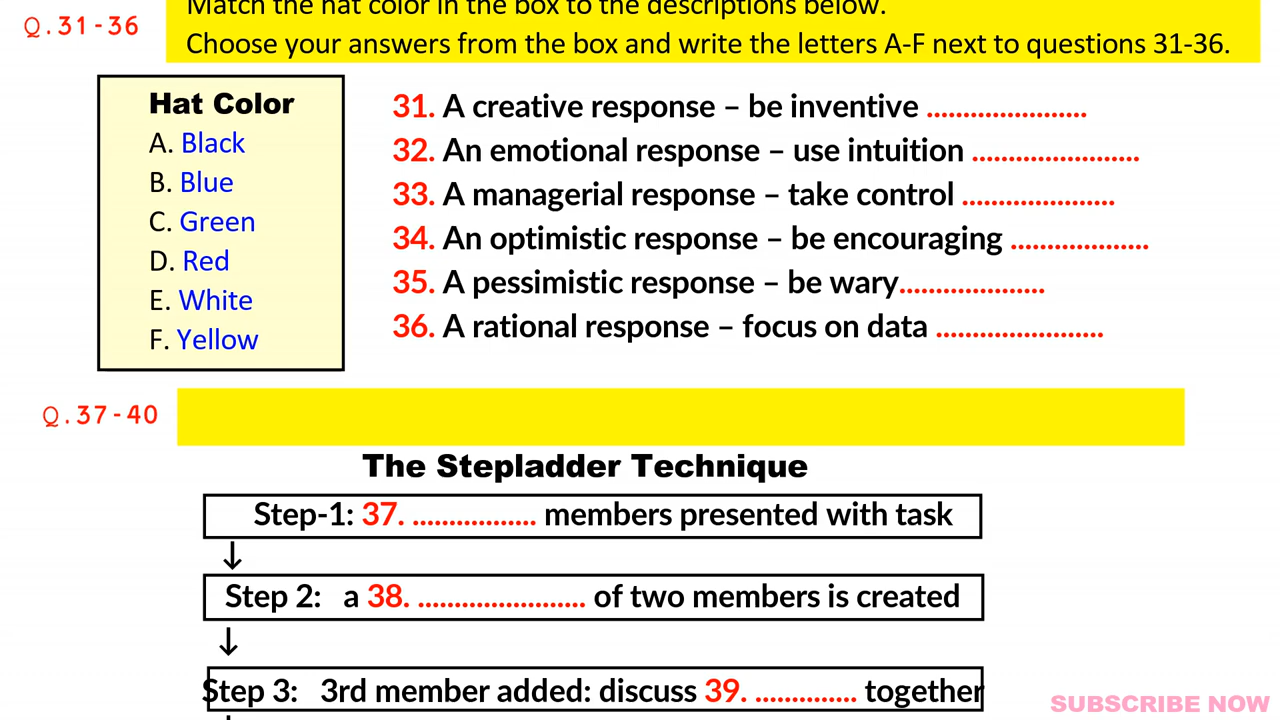 Match the hat color in the box to the descriptions below.
Q.31-36
Choose your answers from the box and write the letters A-F next to questions 31-36.
Hat Color
A. Black
B. Blue
C. Green
D. Red
E. White
F. Yellow
31. A creative response – be inventive ......................
32. An emotional response – use intuition .......................
33. A managerial response – take control .....................
34. An optimistic response – be encouraging ...................
35. A pessimistic response – be wary....................
36. A rational response – focus on data .......................
Q.37-40
The Stepladder Technique
Step-1: 37. ................. members presented with task
↓
Step 2: a 38. ....................... of two members is created
↓
Step 3: 3rd member added: discuss 39. .............. together
SUBSCRIBE NOW